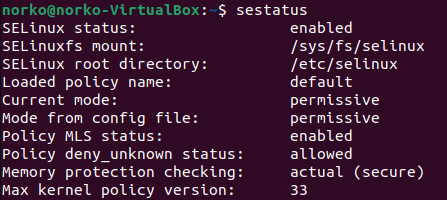 norko@norko-VirtualBox:~$ sestatus
SELinux status:                 enabled
SELinuxfs mount:                /sys/fs/selinux
SELinux root directory:         /etc/selinux
Loaded policy name:             default
Current mode:                   permissive
Mode from config file:          permissive
Policy MLS status:              enabled
Policy deny_unknown status:     allowed
Memory protection checking:     actual (secure)
Max kernel policy version:      33